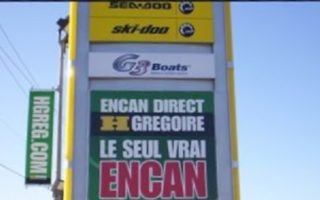 SEA-DOO
ski-doo
G3 Boats
ENCAN DIRECT
H GREGOIRE
LE SEUL VRAI
ENCAN
HGREG.COM